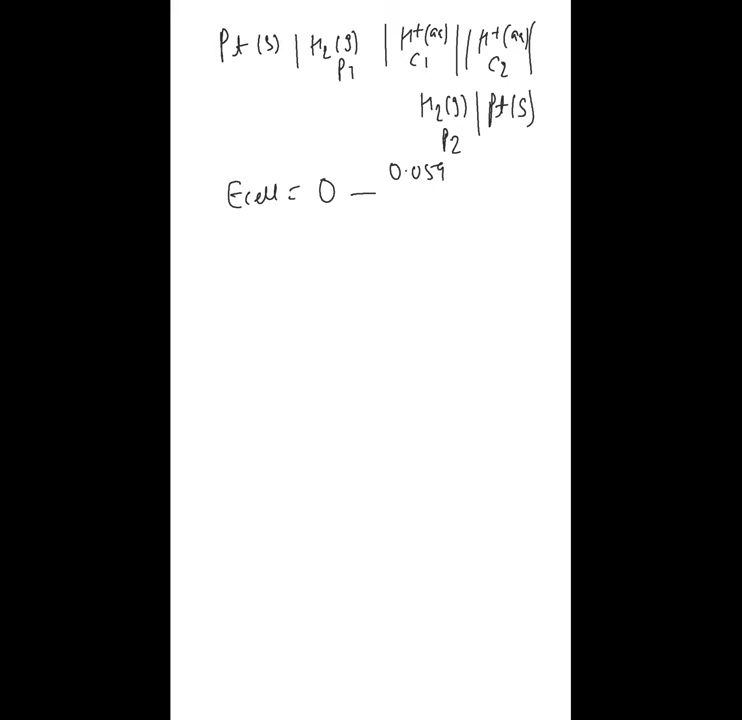 Pt(s) | H2(g) | H+(aq) || H+(aq) |
P1 C1 C2
H2(g) | Pt(s)
P2
0.059
Ecell = 0 —